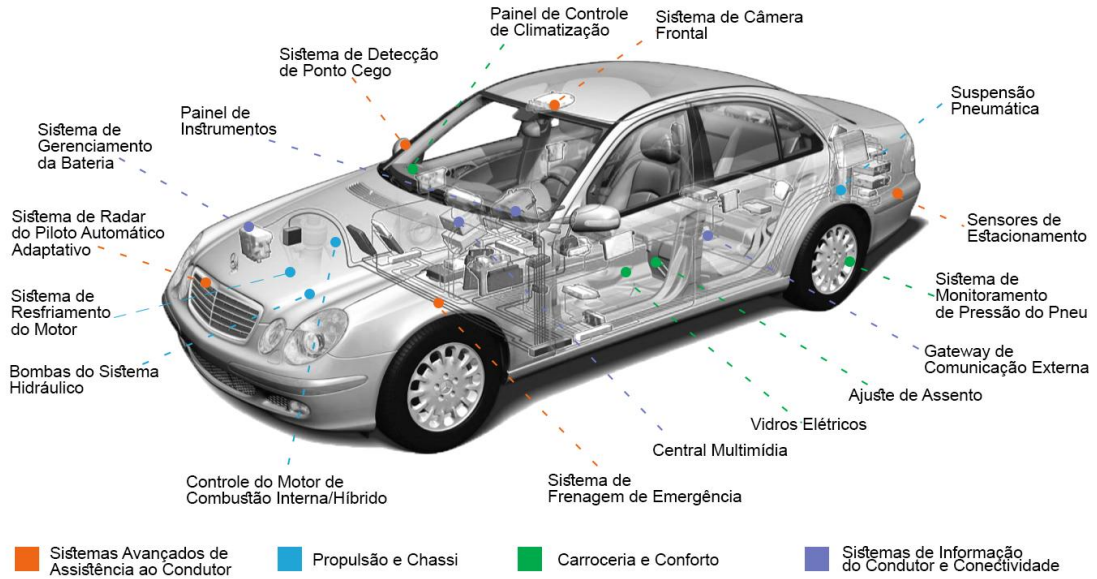 Painel de Controle
de Climatização
Sistema de Câmera
Frontal
Sistema de Detecção
de Ponto Cego
Suspensão
Pneumática
Painel de
Instrumentos
Sistema de
Gerenciamento
da Bateria
Sistema de Radar
do Piloto Automático
Adaptativo
Sensores de
Estacionamento
Sistema de
Monitoramento
de Pressão do Pneu
Sistema de
Resfriamento
do Motor
Gateway de
Comunicação Externa
Bombas do Sistema
Hidráulico
Ajuste de Assento
Vidros Elétricos
Central Multimídia
Controle do Motor de
Combustão Interna/Híbrido
Sistema de
Frenagem de Emergência
Sistemas Avançados de
Assistência ao Condutor
Propulsão e Chassi
Carroceria e Conforto
Sistemas de Informação
do Condutor e Conectividade